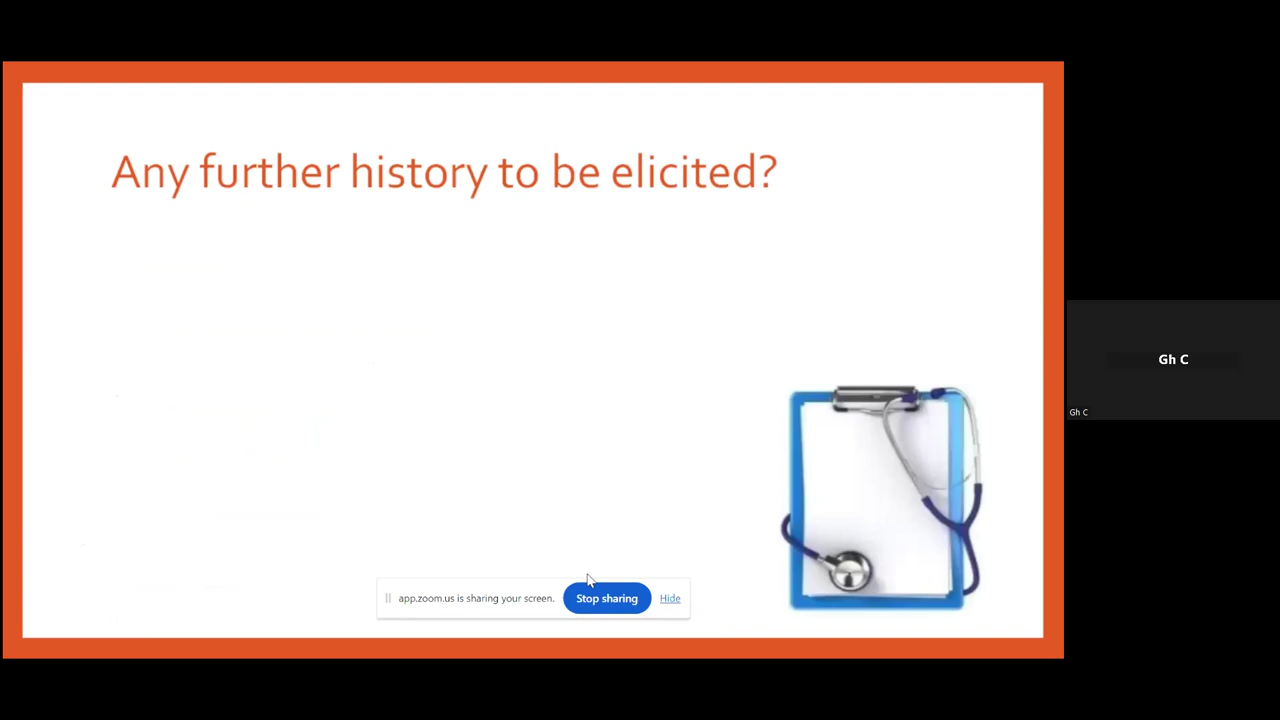 Any further history to be elicited?
Gh C
Gh C
app.zoom.us is sharing your screen. Stop sharing Hide